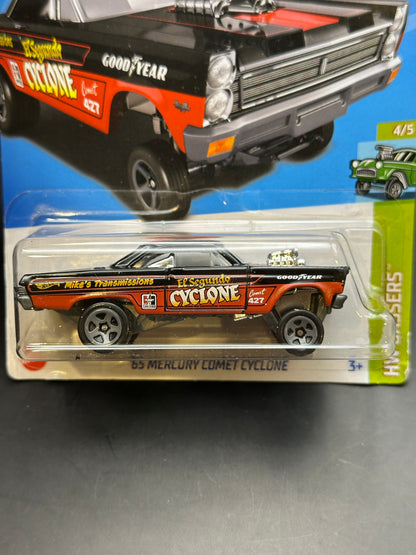 El Segundo
CYCLONE
GOODYEAR
Comet
427
4/5
HW GASSERS
Mike's Transmissions
El Segundo
CYCLONE
GOODYEAR
Comet
427
'65 MERCURY COMET CYCLONE
3+